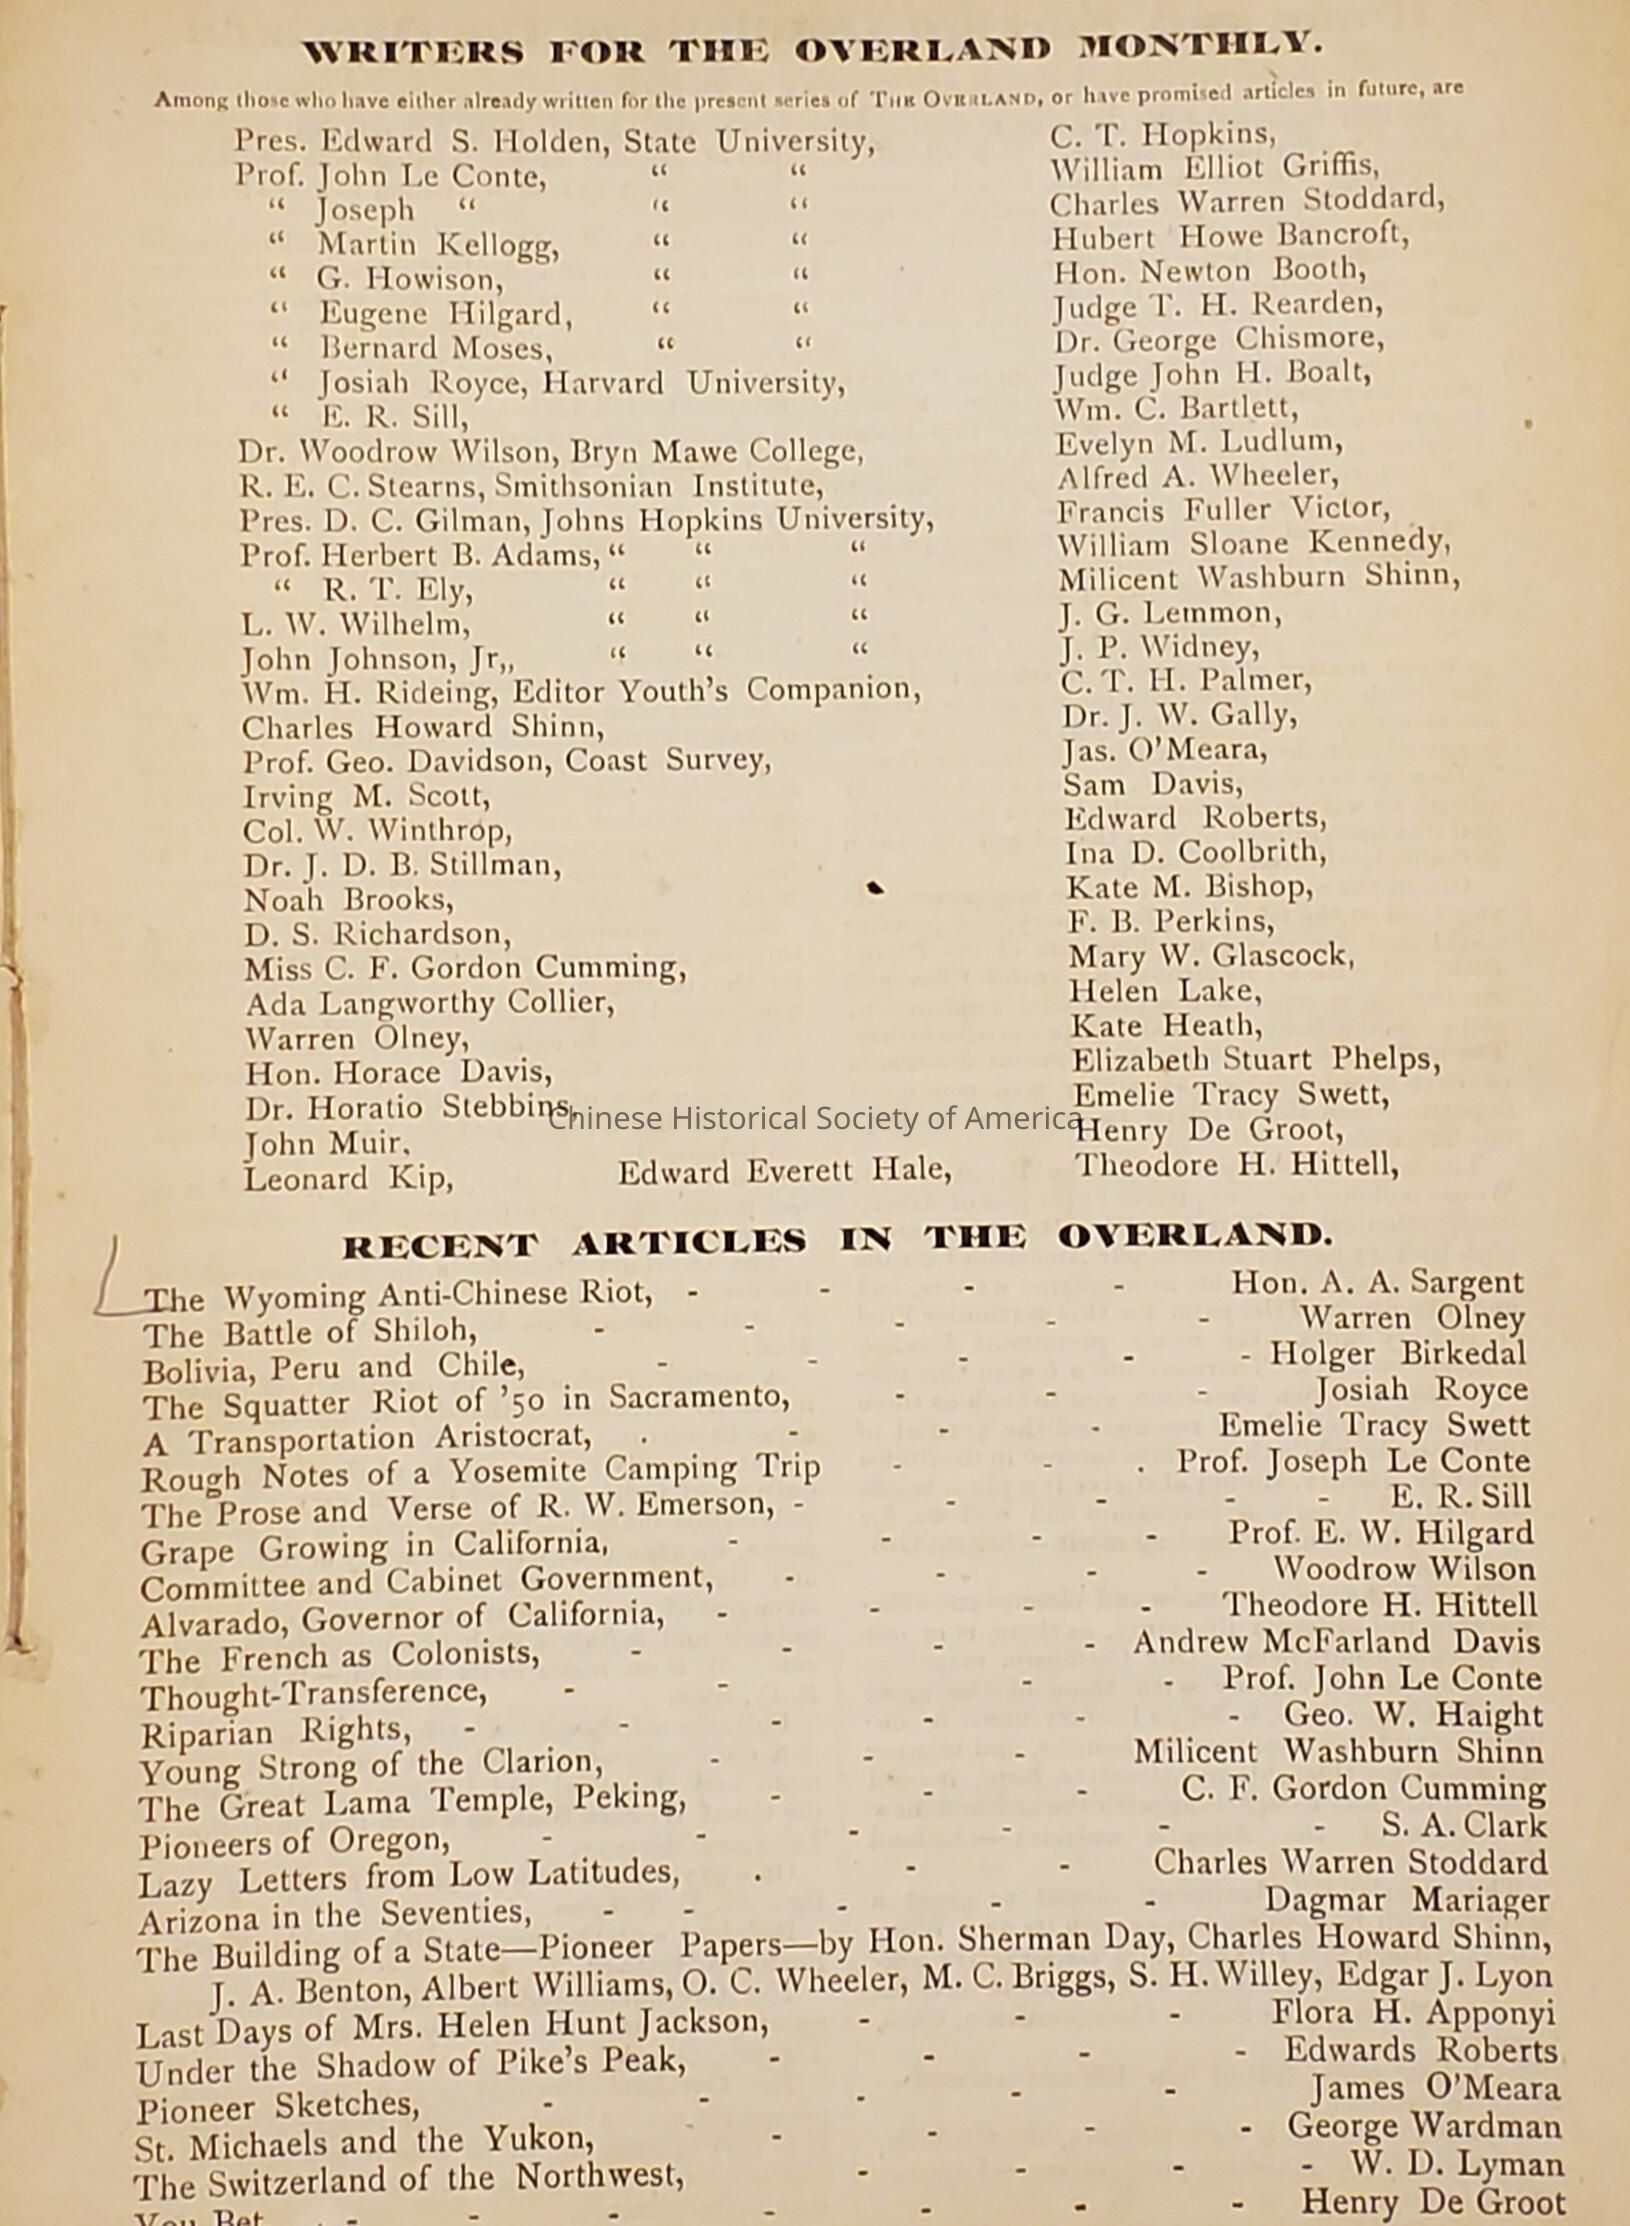 WRITERS FOR THE OVERLAND MONTHLY.
Among those who have either already written for the present series of THE OVERLAND, or have promised articles in future, are
Pres. Edward S. Holden, State University,
Prof. John Le Conte, “ “
“ Joseph “ “ “
“ Martin Kellogg, “ “
“ G. Howison, “ “
“ Eugene Hilgard, “ “
“ Bernard Moses, “ “
“ Josiah Royce, Harvard University,
“ E. R. Sill,
Dr. Woodrow Wilson, Bryn Mawe College,
R. E. C. Stearns, Smithsonian Institute,
Pres. D. C. Gilman, Johns Hopkins University,
Prof. Herbert B. Adams, “ “ “
“ R. T. Ely, “ “ “
L. W. Wilhelm, “ “ “
John Johnson, Jr,, “ “ “
Wm. H. Rideing, Editor Youth’s Companion,
Charles Howard Shinn,
Prof. Geo. Davidson, Coast Survey,
Irving M. Scott,
Col. W. Winthrop,
Dr. J. D. B. Stillman,
Noah Brooks,
D. S. Richardson,
Miss C. F. Gordon Cumming,
Ada Langworthy Collier,
Warren Olney,
Hon. Horace Davis,
Dr. Horatio Stebbins,
John Muir,
Leonard Kip,
Edward Everett Hale,
C. T. Hopkins,
William Elliot Griffis,
Charles Warren Stoddard,
Hubert Howe Bancroft,
Hon. Newton Booth,
Judge T. H. Rearden,
Dr. George Chismore,
Judge John H. Boalt,
Wm. C. Bartlett,
Evelyn M. Ludlum,
Alfred A. Wheeler,
Francis Fuller Victor,
William Sloane Kennedy,
Milicent Washburn Shinn,
J. G. Lemmon,
J. P. Widney,
C. T. H. Palmer,
Dr. J. W. Gally,
Jas. O’Meara,
Sam Davis,
Edward Roberts,
Ina D. Coolbrith,
Kate M. Bishop,
F. B. Perkins,
Mary W. Glascock,
Helen Lake,
Kate Heath,
Elizabeth Stuart Phelps,
Emelie Tracy Swett,
Henry De Groot,
Theodore H. Hittell,
Chinese Historical Society of America
RECENT ARTICLES IN THE OVERLAND.
The Wyoming Anti-Chinese Riot, - - - - Hon. A. A. Sargent
The Battle of Shiloh, - - - - - Warren Olney
Bolivia, Peru and Chile, - - - - - Holger Birkedal
The Squatter Riot of ’50 in Sacramento, - - - Josiah Royce
A Transportation Aristocrat, . - - - Emelie Tracy Swett
Rough Notes of a Yosemite Camping Trip - - . Prof. Joseph Le Conte
The Prose and Verse of R. W. Emerson, - - - - - E. R. Sill
Grape Growing in California, - - - - Prof. E. W. Hilgard
Committee and Cabinet Government, - - - - Woodrow Wilson
Alvarado, Governor of California, - - - - Theodore H. Hittell
The French as Colonists, - - - - Andrew McFarland Davis
Thought-Transference, - - - - Prof. John Le Conte
Riparian Rights, - - - - - - Geo. W. Haight
Young Strong of the Clarion, - - - Milicent Washburn Shinn
The Great Lama Temple, Peking, - - - C. F. Gordon Cumming
Pioneers of Oregon, - - - - - - S. A. Clark
Lazy Letters from Low Latitudes, . - - Charles Warren Stoddard
Arizona in the Seventies, - - - - - Dagmar Mariager
The Building of a State—Pioneer Papers—by Hon. Sherman Day, Charles Howard Shinn,
J. A. Benton, Albert Williams, O. C. Wheeler, M. C. Briggs, S. H. Willey, Edgar J. Lyon
Last Days of Mrs. Helen Hunt Jackson, - - - Flora H. Apponyi
Under the Shadow of Pike’s Peak, - - - - Edwards Roberts
Pioneer Sketches, - - - - - James O’Meara
St. Michaels and the Yukon, - - - - George Wardman
The Switzerland of the Northwest, - - - - W. D. Lyman
You Bet - - - - - - - Henry De Groot